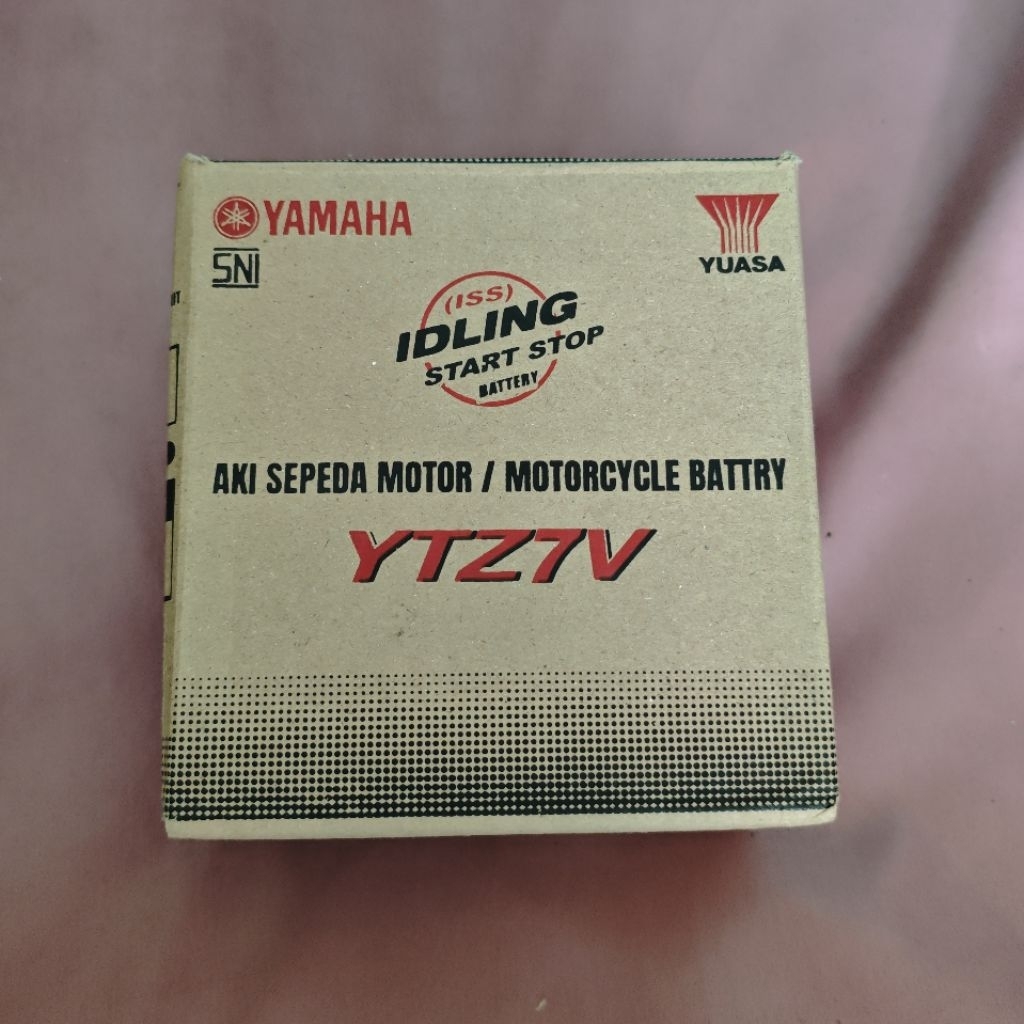 YAMAHA
SNI
YUASA
(ISS)
IDLING
START STOP
BATTERY
AKI SEPEDA MOTOR / MOTORCYCLE BATTRY
YTZ7V